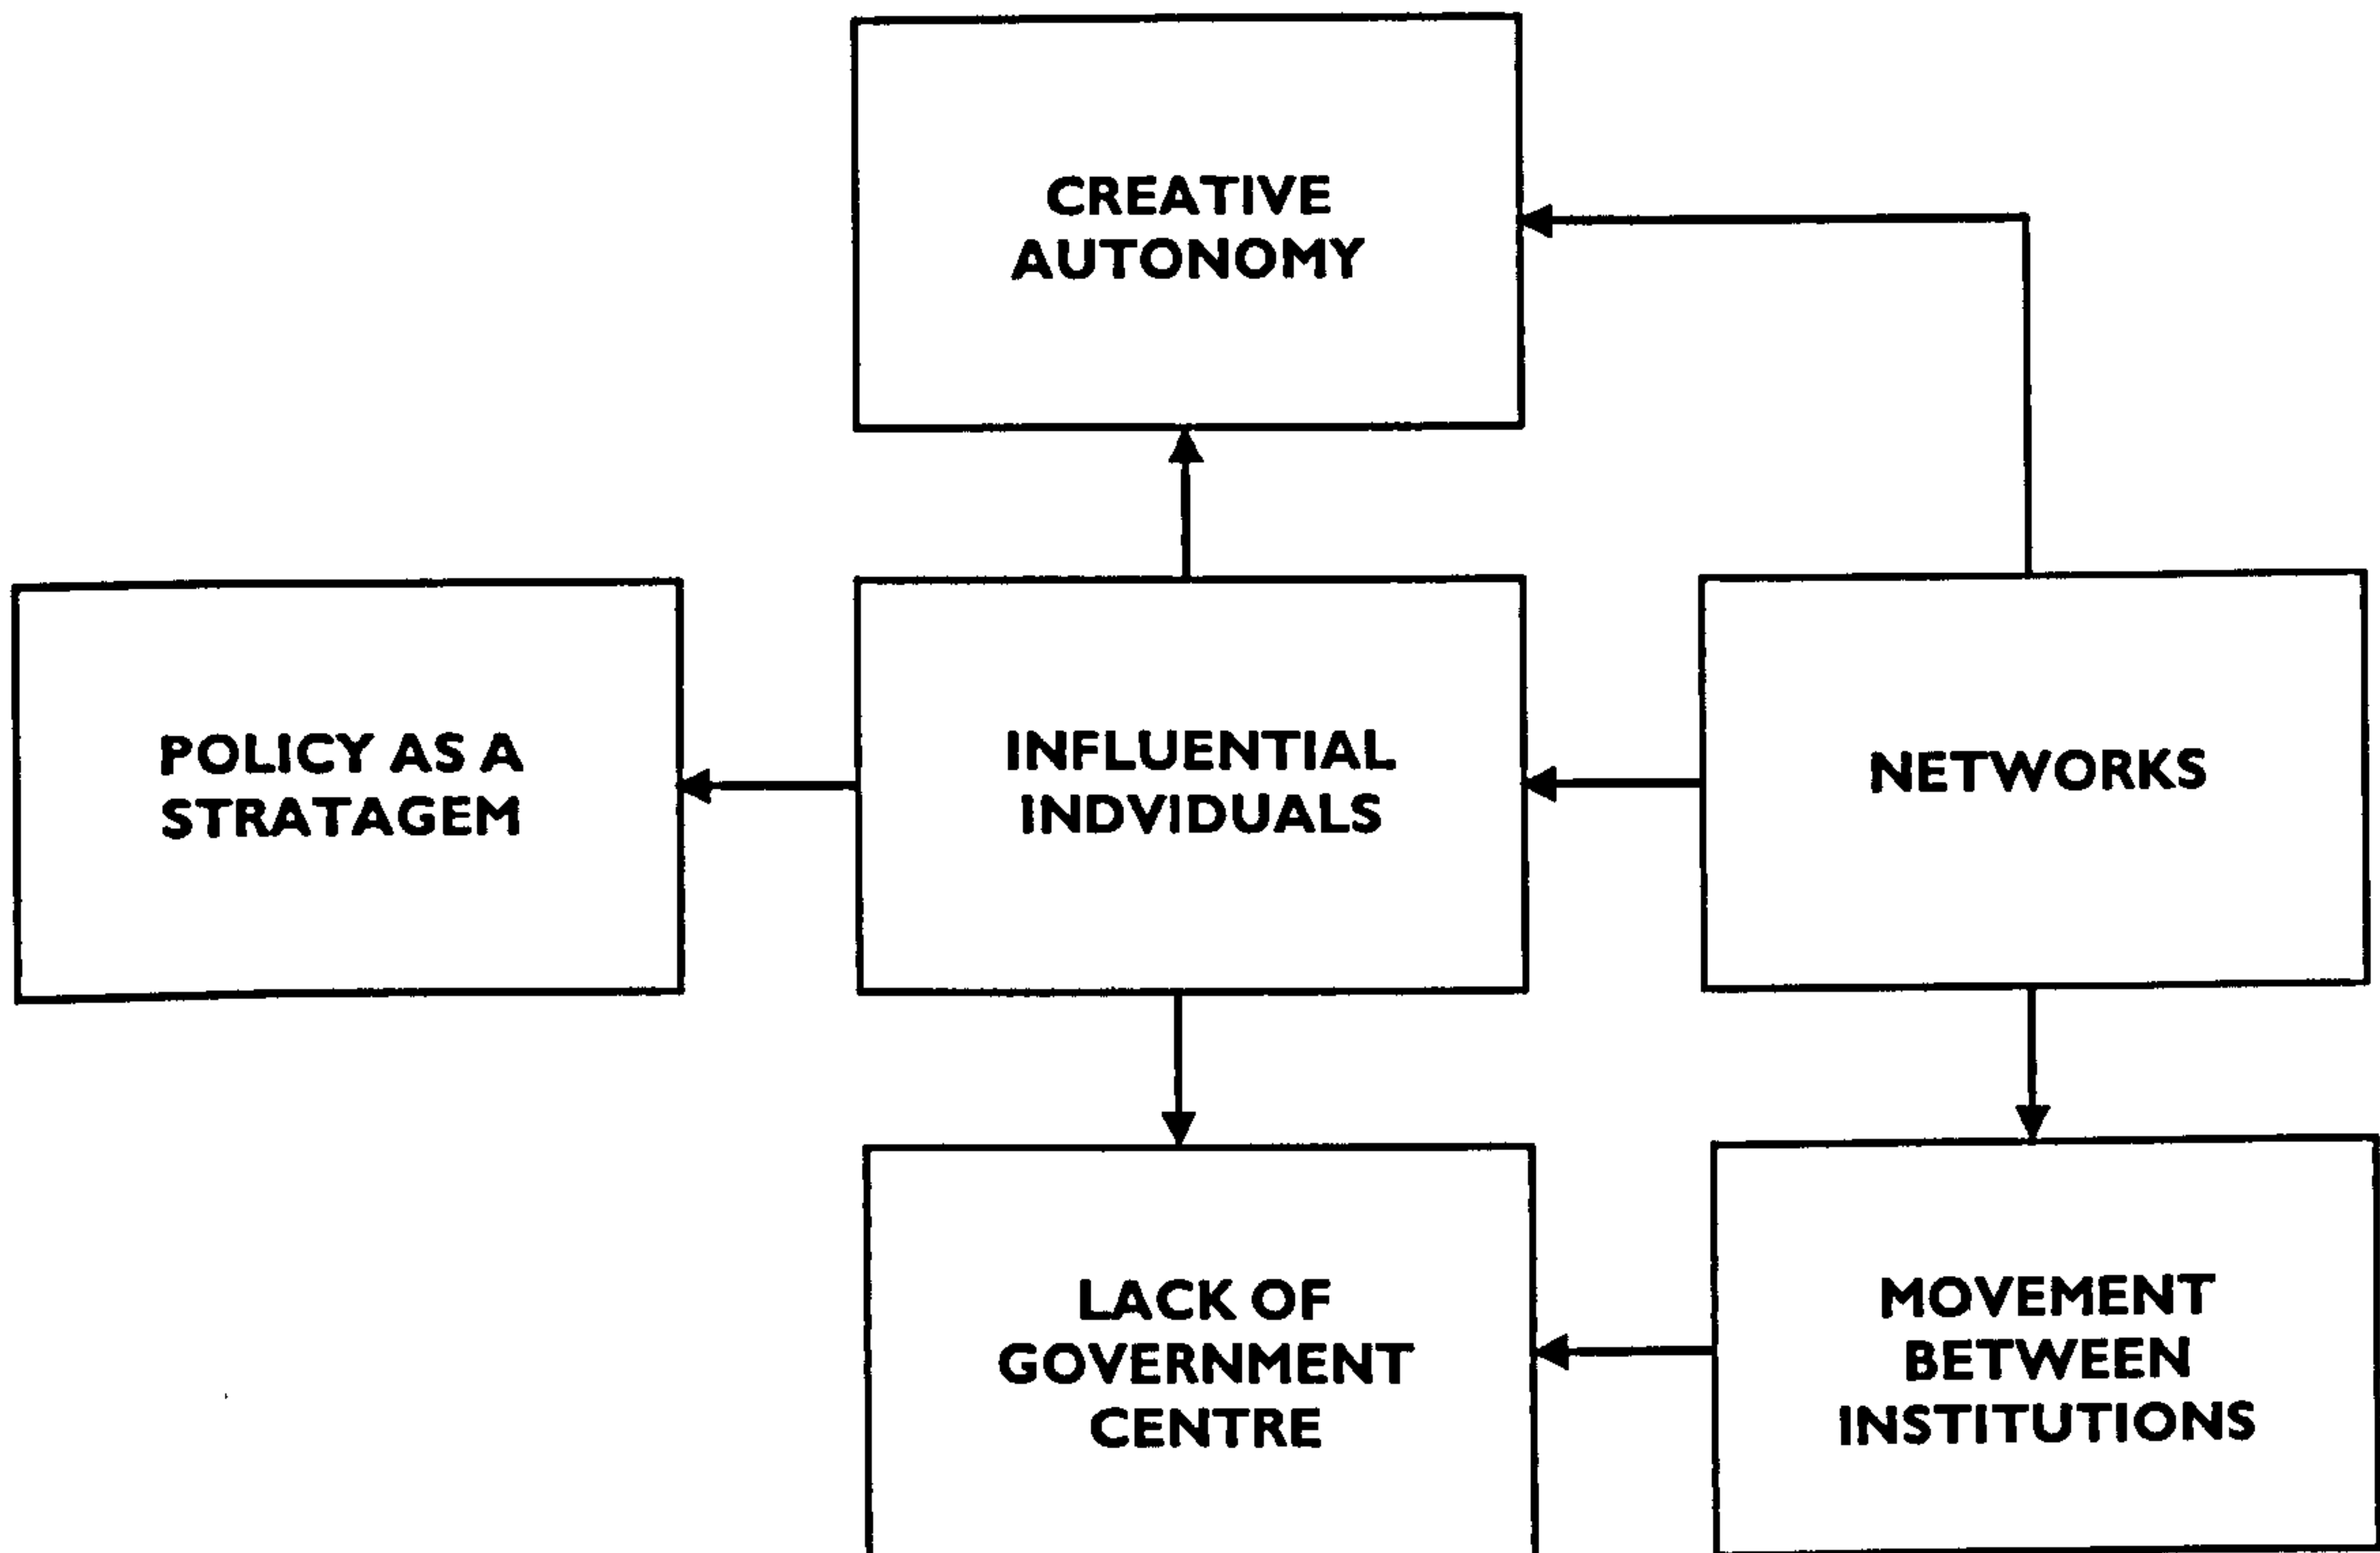 CREATIVE
AUTONOMY
POLICY AS A
STRATAGEM
INFLUENTIAL
INDVIDUALS
NETWORKS
LACK OF
GOVERNMENT
CENTRE
MOVEMENT
BETWEEN
INSTITUTIONS